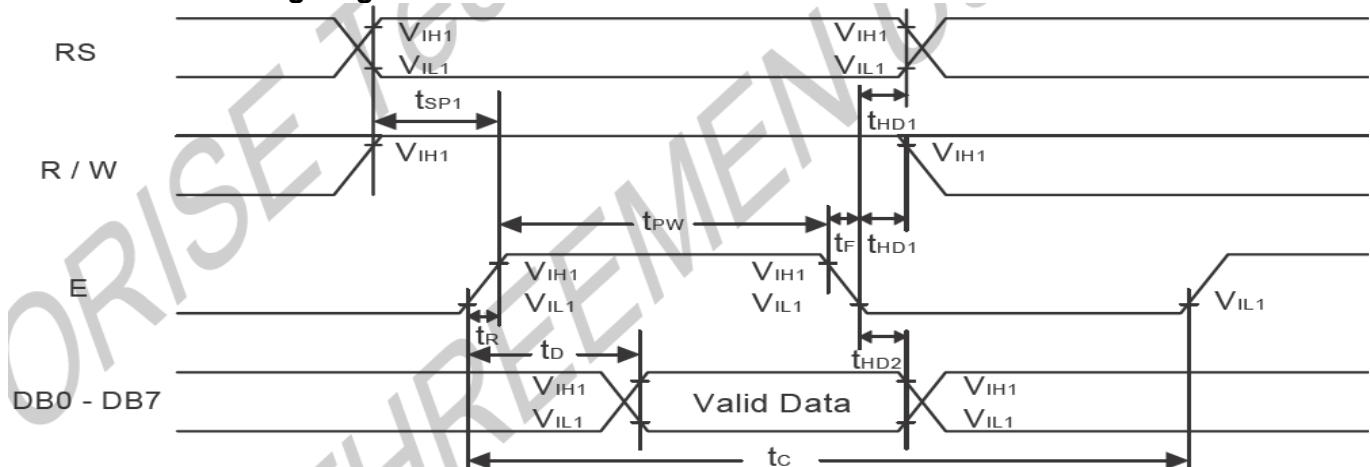 RS
VIH1 VIH1
VIL1 VIL1
tSP1 tHD1
R / W VIH1 VIH1
tPW tF tHD1
E VIH1 VIH1
VIL1 VIL1 VIL1
tR tD tHD2
DB0 - DB7 VIH1 Valid Data VIH1
VIL1 VIL1
tC